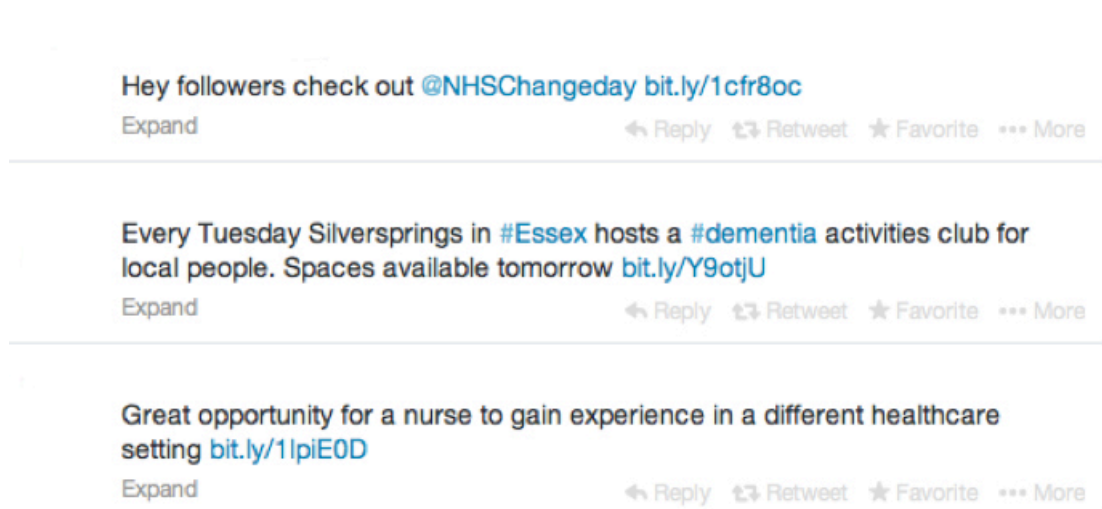 Hey followers check out @NHSChangeday bit.ly/1cfr8oc
Expand Reply Retweet Favorite More
Every Tuesday Silversprings in #Essex hosts a #dementia activities club for
local people. Spaces available tomorrow bit.ly/Y9otjU
Expand Reply Retweet Favorite More
Great opportunity for a nurse to gain experience in a different healthcare
setting bit.ly/1lpiE0D
Expand Reply Retweet Favorite More